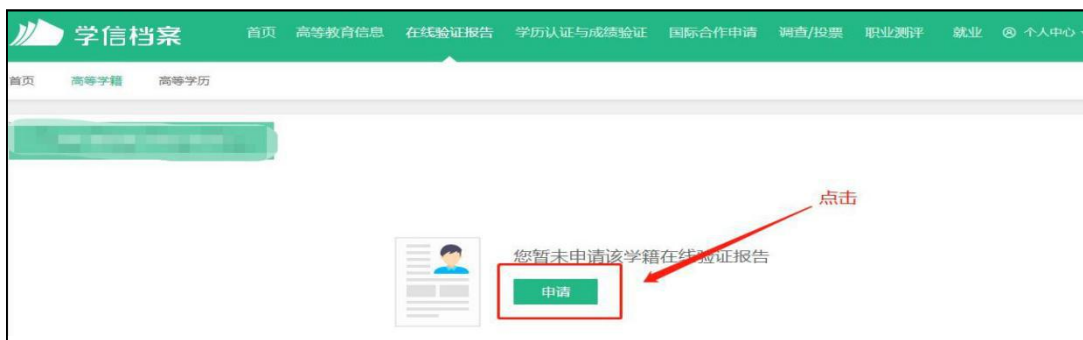 学信档案 首页 高等教育信息 在线验证报告 学历认证与成绩验证 国际合作申请 调查/投票 职业测评 就业 个人中心
首页 高等学籍 高等学历
点击
您暂未申请该学籍在线验证报告
申请